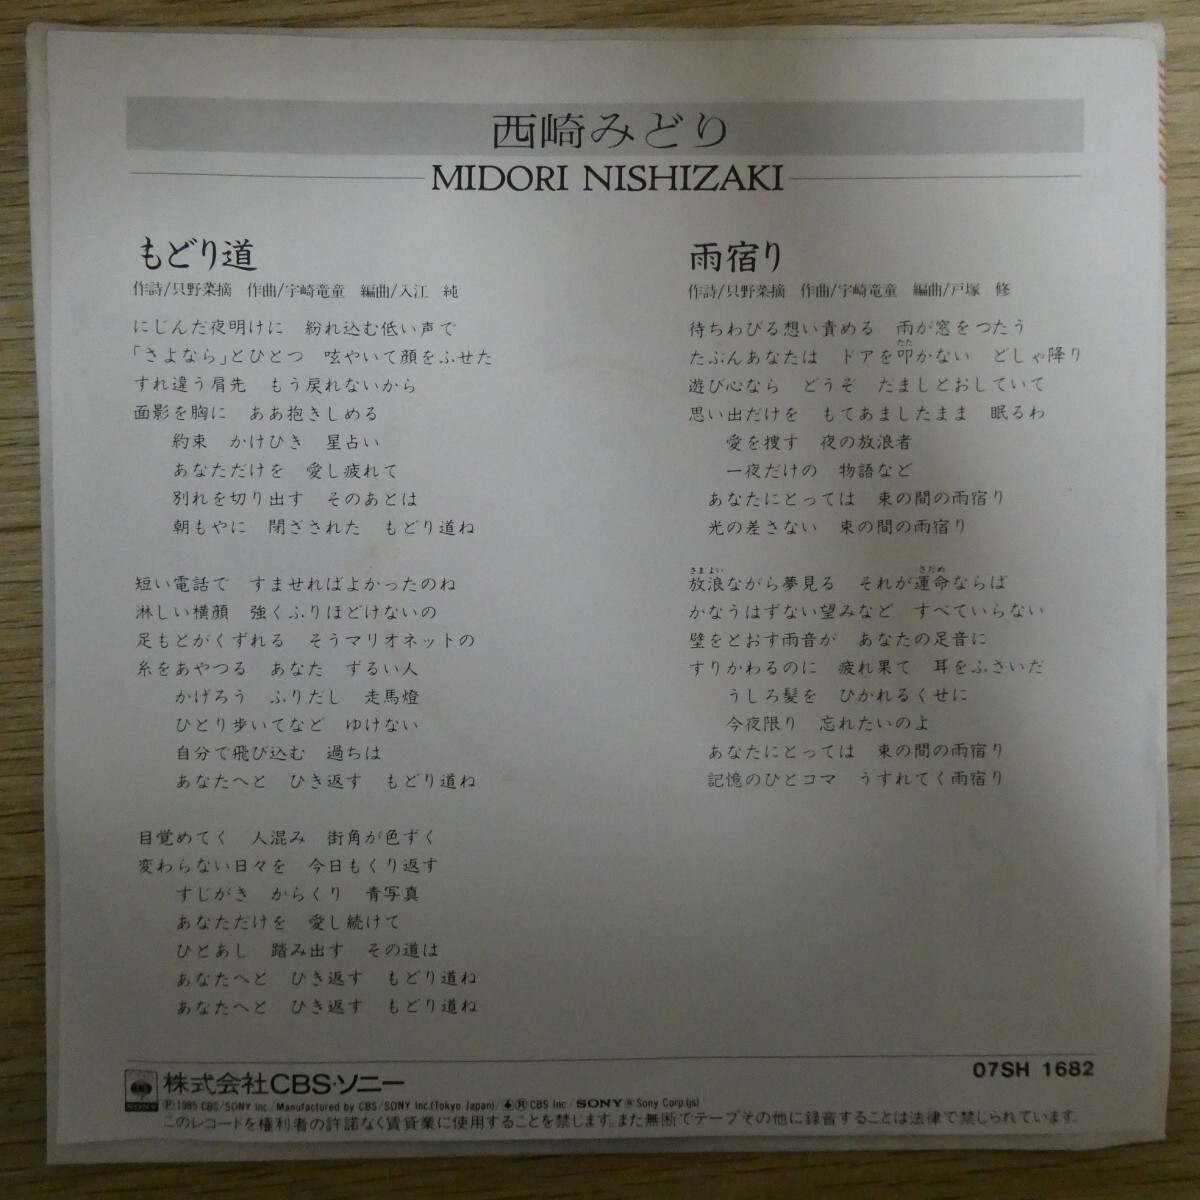 西崎みどり
MIDORI NISHIZAKI
もどり道
作詩/只野菜摘　作曲/宇崎竜童　編曲/入江　純
にじんだ夜明けに　紛れ込む低い声で
「さよなら」とひとつ　呟やいて顔をふせた
すれ違う肩先　もう戻れないから
面影を胸に　ああ抱きしめる
約束　かけひき　星占い
あなただけを　愛し疲れて
別れを切り出す　そのあとは
朝もやに　閉ざされた　もどり道ね
短い電話で　すませればよかったのね
淋しい横顔　強くふりほどけないの
足もとがくずれる　そうマリオネットの
糸をあやつる　あなた　ずるい人
かげろう　ふりだし　走馬燈
ひとり歩いてなど　ゆけない
自分で飛び込む　過ちは
あなたへと　ひき返す　もどり道ね
目覚めてく　人混み　街角が色ずく
変わらない日々を　今日もくり返す
すじがき　からくり　青写真
あなただけを　愛し続けて
ひとあし　踏み出す　その道は
あなたへと　ひき返す　もどり道ね
あなたへと　ひき返す　もどり道ね
雨宿り
作詩/只野菜摘　作曲/宇崎竜童　編曲/戸塚　修
待ちわびる想い責める　雨が窓をつたう
たた
たぶんあなたは　ドアを叩かない　どしゃ降り
遊び心なら　どうぞ　だましとおしていて
思い出だけを　もてあましたまま　眠るわ
愛を捜す　夜の放浪者
一夜だけの　物語など
あなたにとっては　束の間の雨宿り
光の差さない　束の間の雨宿り
さまよい　さだめ
放浪ながら夢見る　それが運命ならば
かなうはずない望みなど　すべていらない
壁をとおす雨音が　あなたの足音に
すりかわるのに　疲れ果て　耳をふさいだ
うしろ髪を　ひかれるくせに
今夜限り　忘れたいのよ
あなたにとっては　束の間の雨宿り
記憶のひとコマ　うすれてく雨宿り
07SH 1682
SONY
株式会社CBS・ソニー
Ⓟ1985 CBS/SONY Inc./Manufactured by CBS/SONY Inc.(Tokyo Japan)/ ® CBS Inc./SONY ® Sony Corp.(js)
このレコードを権利者の許諾なく賃貸業に使用することを禁じます。また無断でテープその他に録音することは法律で禁じられています。